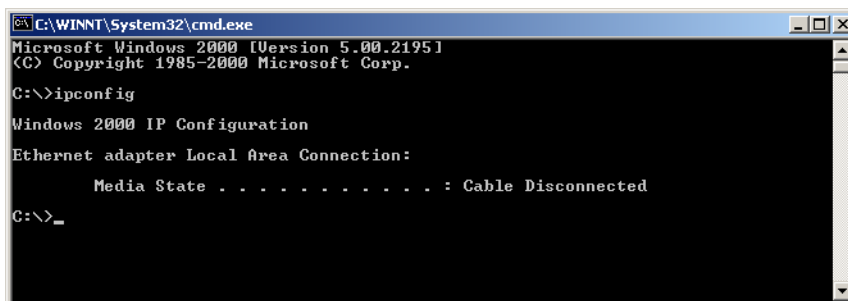 C:\WINNT\System32\cmd.exe
Microsoft Windows 2000 [Version 5.00.2195]
(C) Copyright 1985-2000 Microsoft Corp.
C:\>ipconfig
Windows 2000 IP Configuration
Ethernet adapter Local Area Connection:
Media State . . . . . . . . . . . : Cable Disconnected
C:\>_